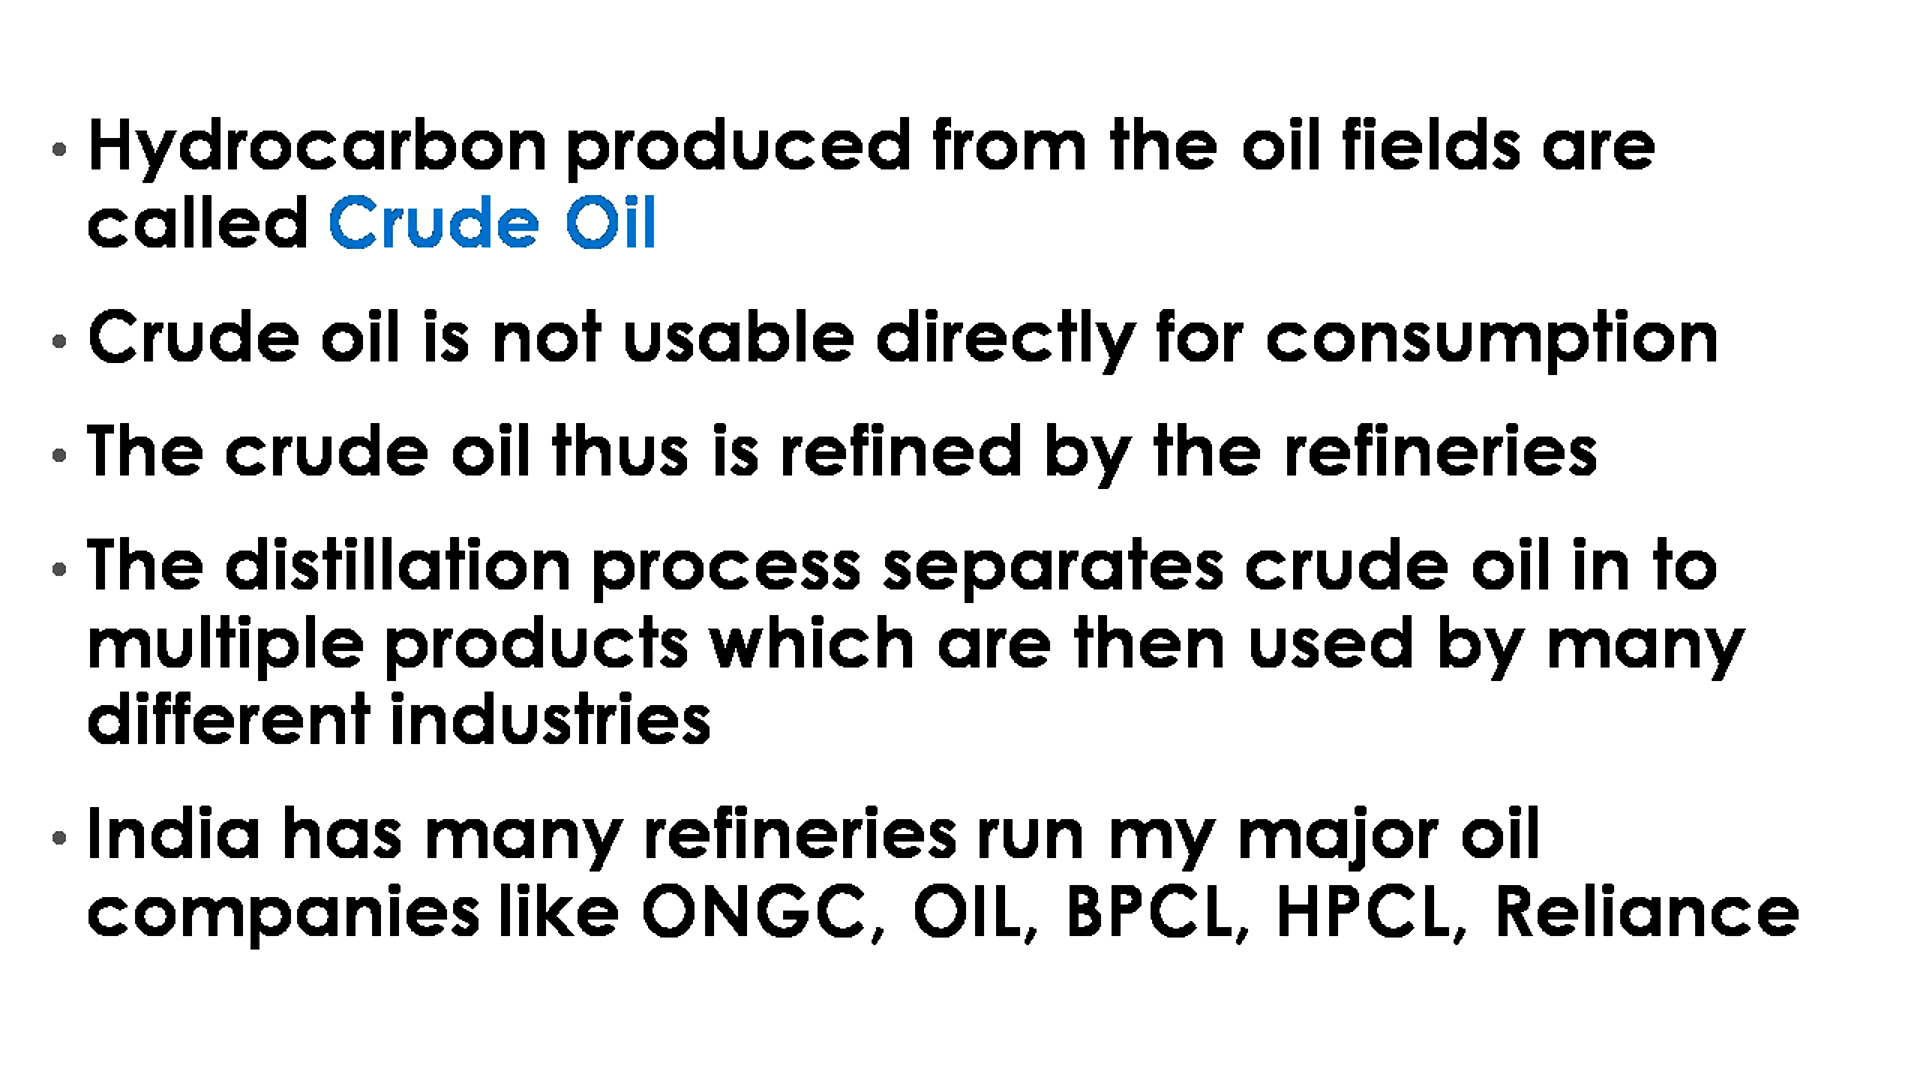 • Hydrocarbon produced from the oil fields are
called Crude Oil
• Crude oil is not usable directly for consumption
• The crude oil thus is refined by the refineries
• The distillation process separates crude oil in to
multiple products which are then used by many
different industries
• India has many refineries run my major oil
companies like ONGC, OIL, BPCL, HPCL, Reliance